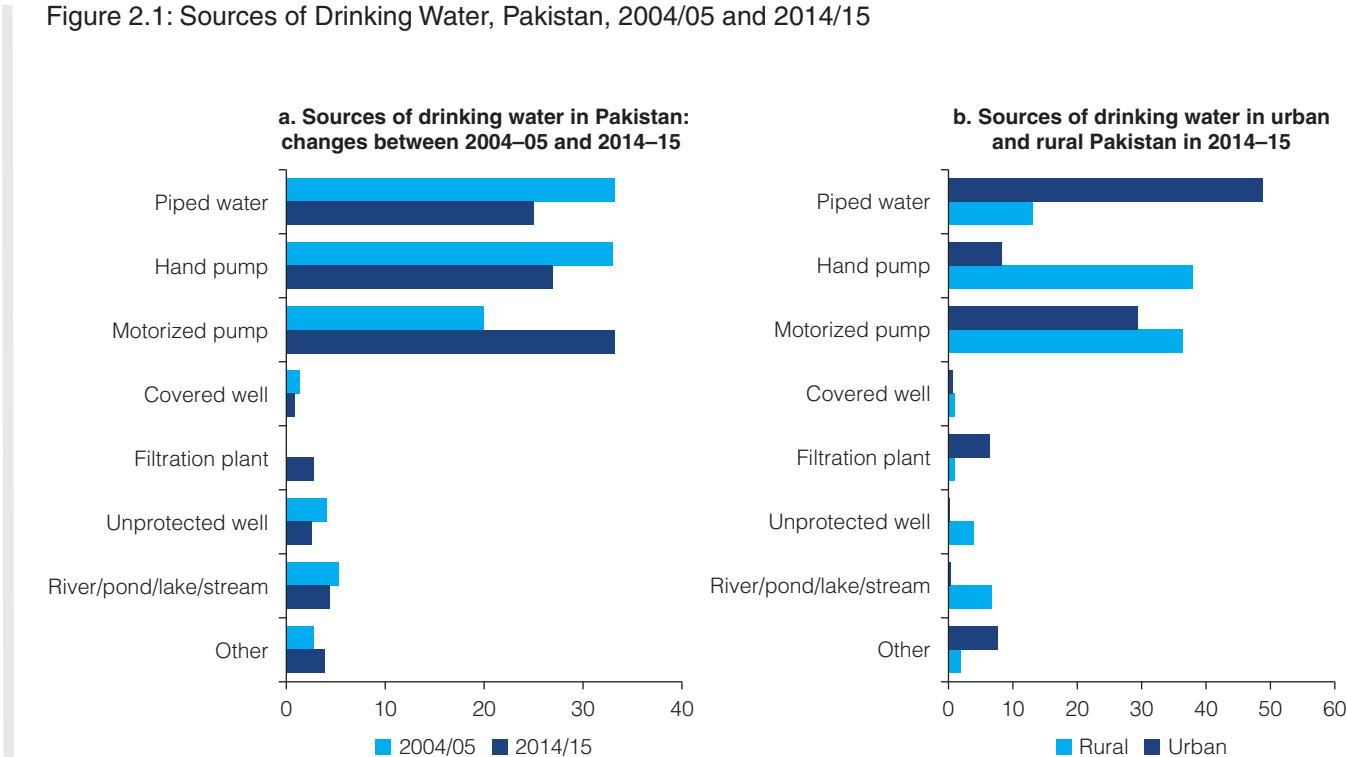 Figure 2.1: Sources of Drinking Water, Pakistan, 2004/05 and 2014/15
a. Sources of drinking water in Pakistan:
changes between 2004–05 and 2014–15
Piped water
Hand pump
Motorized pump
Covered well
Filtration plant
Unprotected well
River/pond/lake/stream
Other
0 10 20 30 40
2004/05 2014/15
b. Sources of drinking water in urban
and rural Pakistan in 2014–15
Piped water
Hand pump
Motorized pump
Covered well
Filtration plant
Unprotected well
River/pond/lake/stream
Other
0 10 20 30 40 50 60
Rural Urban